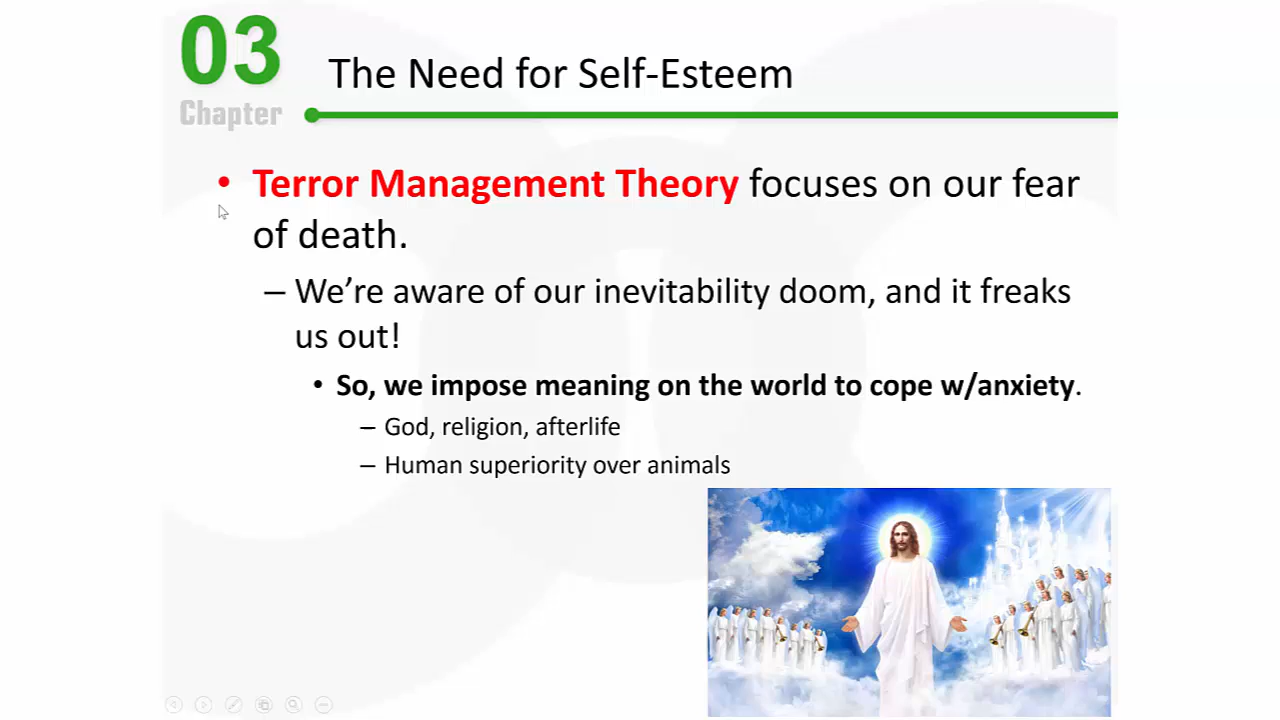 03
Chapter
The Need for Self-Esteem
• Terror Management Theory focuses on our fear
of death.
– We’re aware of our inevitability doom, and it freaks
us out!
• So, we impose meaning on the world to cope w/anxiety.
– God, religion, afterlife
– Human superiority over animals